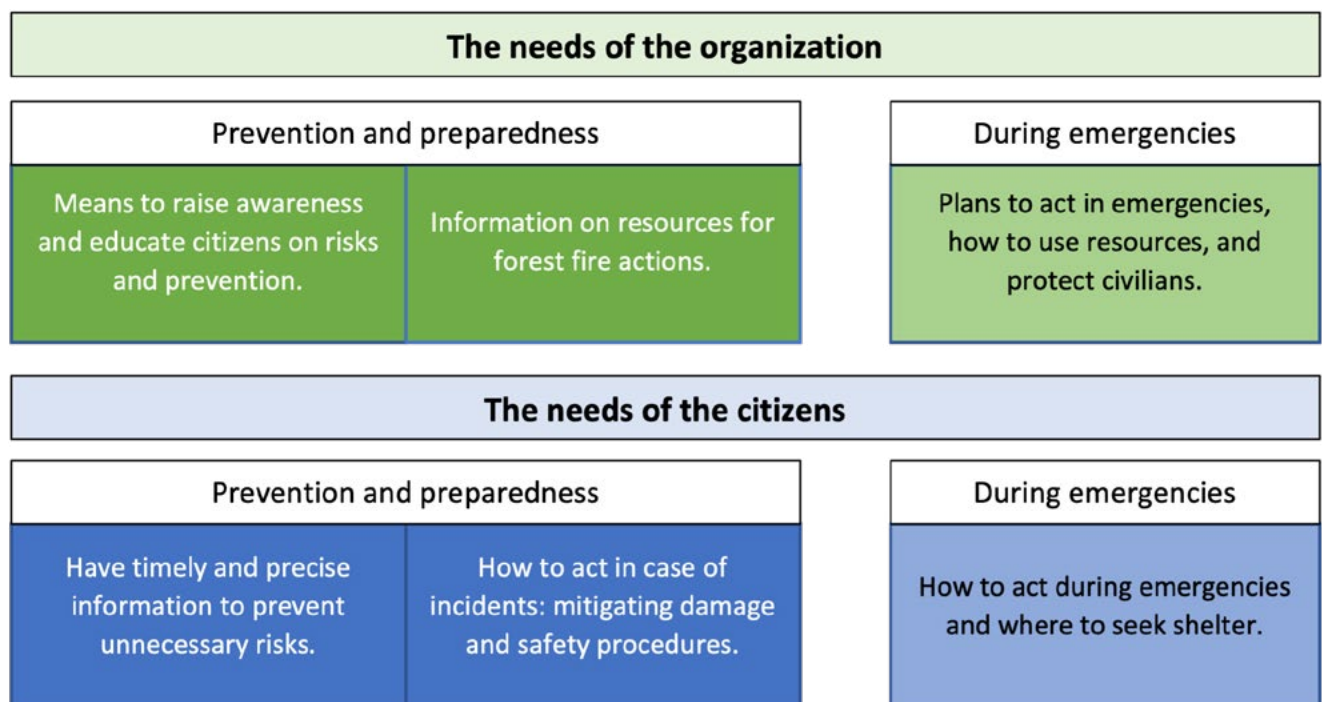 The needs of the organization
Prevention and preparedness
Means to raise awareness
and educate citizens on risks
and prevention.
Information on resources for
forest fire actions.
During emergencies
Plans to act in emergencies,
how to use resources, and
protect civilians.
The needs of the citizens
Prevention and preparedness
Have timely and precise
information to prevent
unnecessary risks.
How to act in case of
incidents: mitigating damage
and safety procedures.
During emergencies
How to act during emergencies
and where to seek shelter.